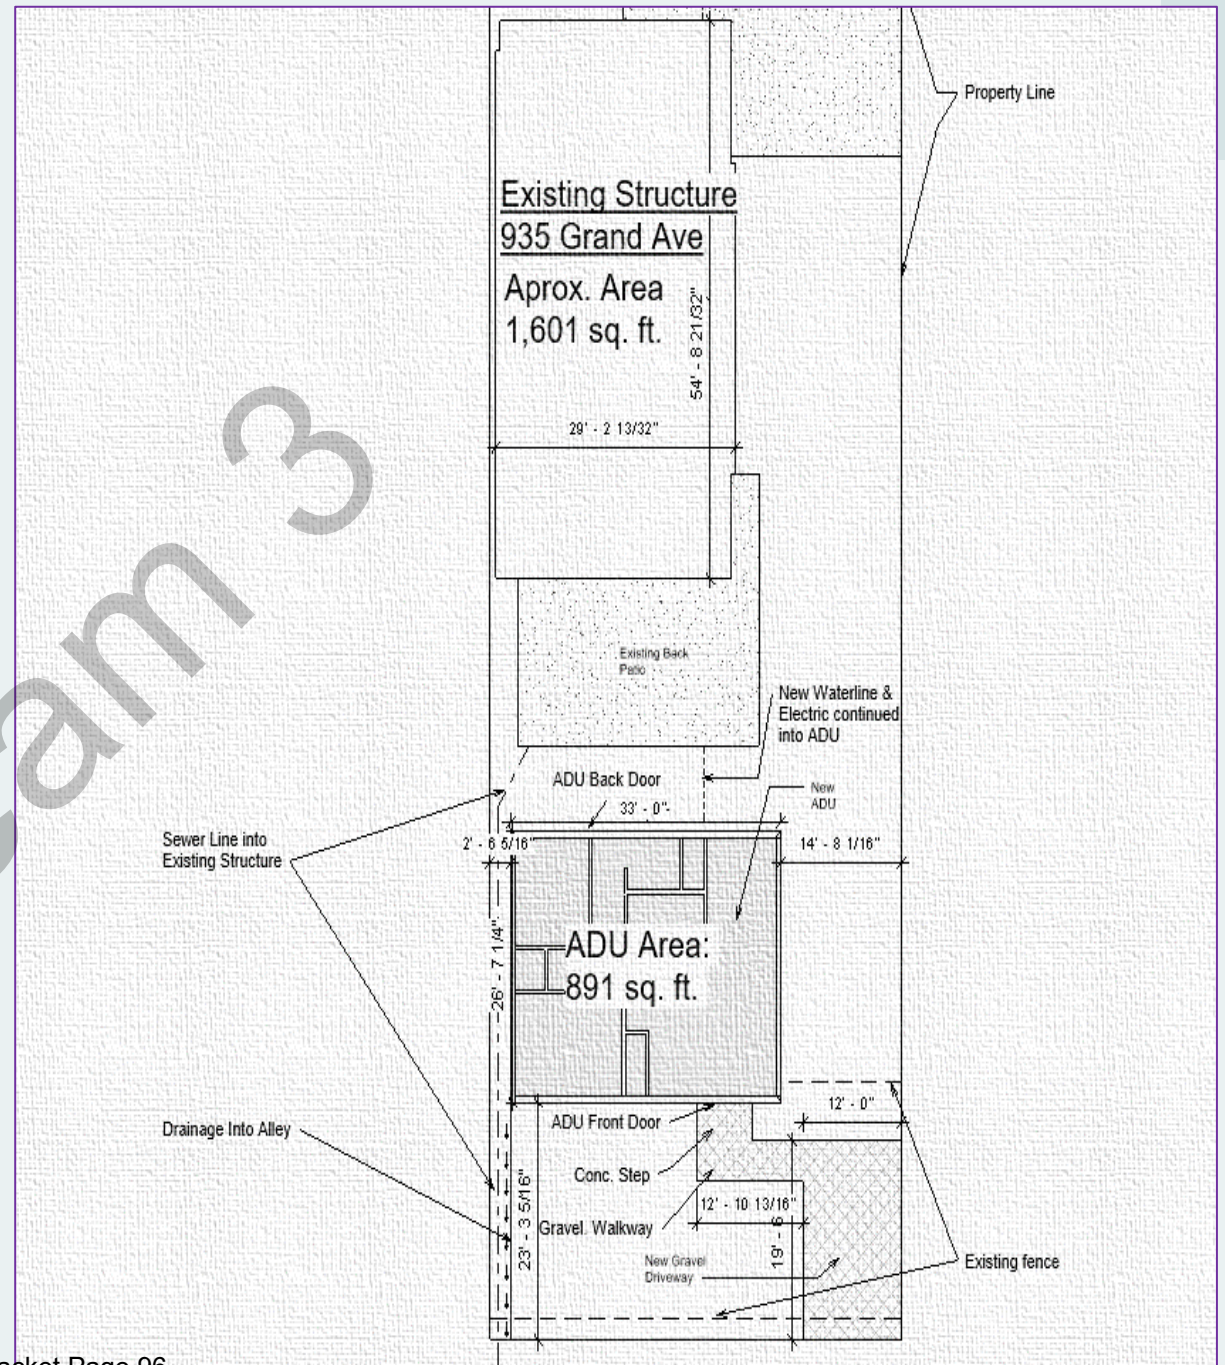 Property Line
Existing Structure
935 Grand Ave
Aprox. Area
1,601 sq. ft.
54' - 8 21/32"
29' - 2 13/32"
Existing Back
Patio
New Waterline &
Electric continued
into ADU
ADU Back Door
New
ADU
33' - 0"
Sewer Line into
Existing Structure
2' - 6 5/16"
14' - 8 1/16"
26' - 7 1/4"
ADU Area:
891 sq. ft.
12' - 0"
ADU Front Door
Drainage Into Alley
Conc. Step
23' - 3 5/16"
12' - 10 13/16"
Gravel. Walkway
19' - 6
New Gravel
Driveway
Existing fence
am 3
Page 96